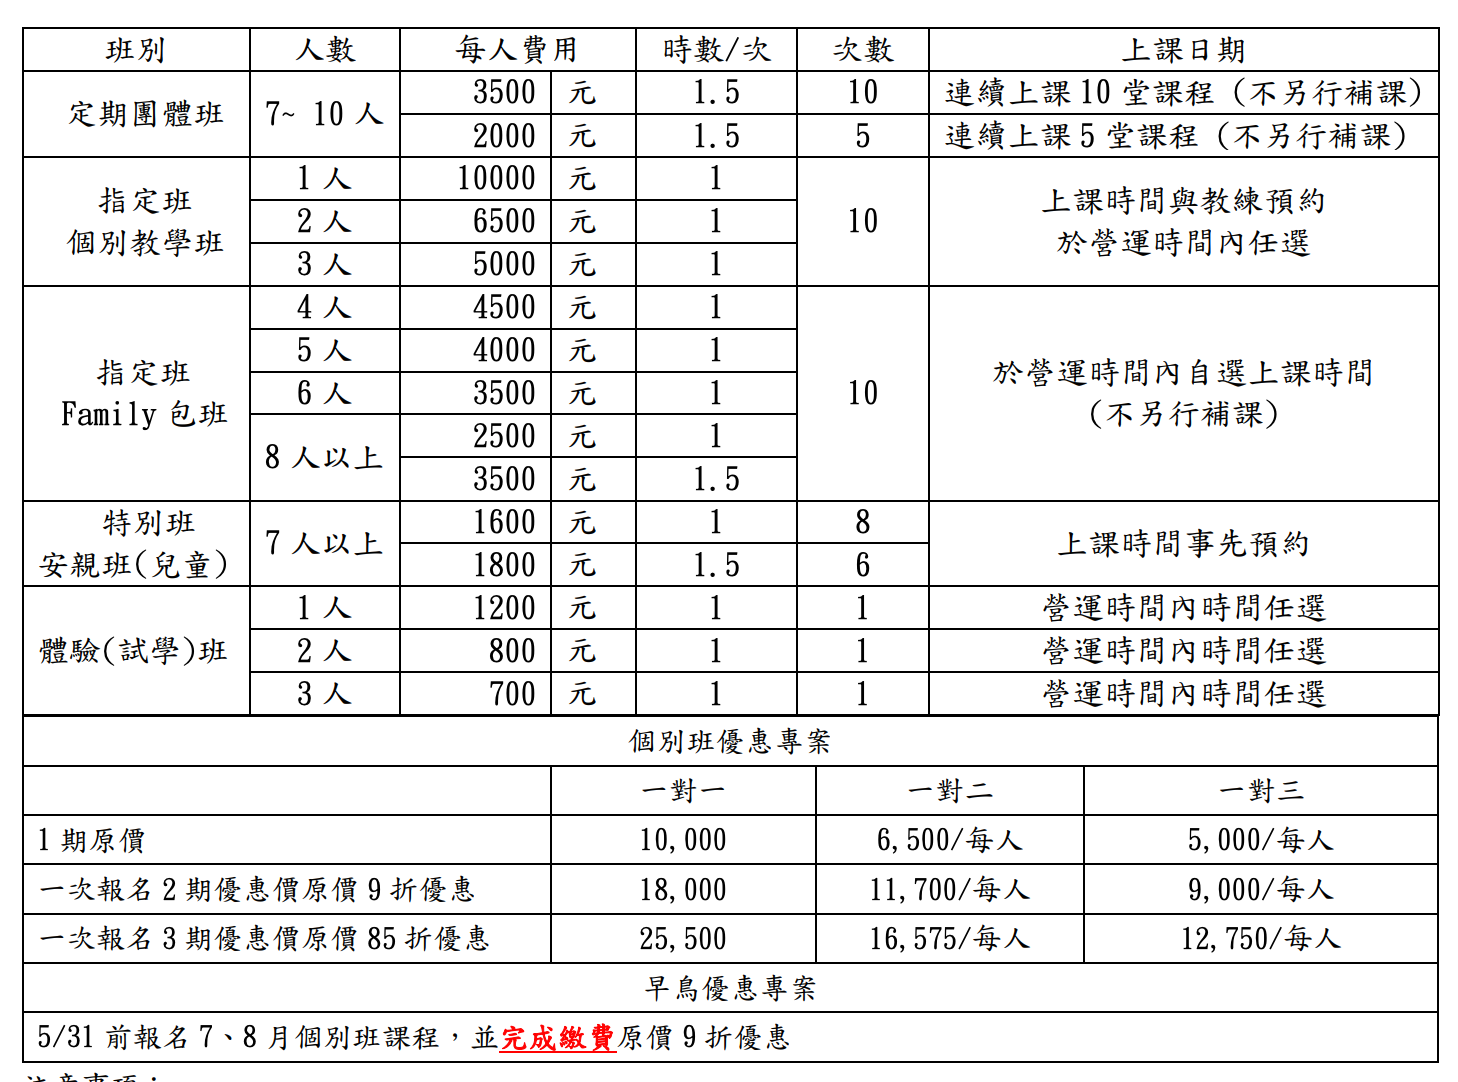 班別 人數 每人費用 時數/次 次數 上課日期
定期團體班 7~ 10 人 3500 元 1.5 10 連續上課 10 堂課程 (不另行補課)
2000 元 1.5 5 連續上課 5 堂課程 (不另行補課)
指定班
個別教學班
1 人 10000 元 1
2 人 6500 元 1
3 人 5000 元 1
10
上課時間與教練預約
於營運時間內任選
指定班
Family 包班
4 人 4500 元 1
5 人 4000 元 1
6 人 3500 元 1
8 人以上 2500 元 1
3500 元 1.5
10
於營運時間內自選上課時間
(不另行補課)
特別班
安親班(兒童)
7 人以上 1600 元 1 8
1800 元 1.5 6
上課時間事先預約
體驗(試學)班
1 人 1200 元 1 1 營運時間內時間任選
2 人 800 元 1 1 營運時間內時間任選
3 人 700 元 1 1 營運時間內時間任選
個別班優惠專案
一對一 一對二 一對三
1 期原價 10,000 6,500/每人 5,000/每人
一次報名 2 期優惠價原價 9 折優惠 18,000 11,700/每人 9,000/每人
一次報名 3 期優惠價原價 85 折優惠 25,500 16,575/每人 12,750/每人
早鳥優惠專案
5/31 前報名 7、8 月個別班課程，並完成繳費原價 9 折優惠